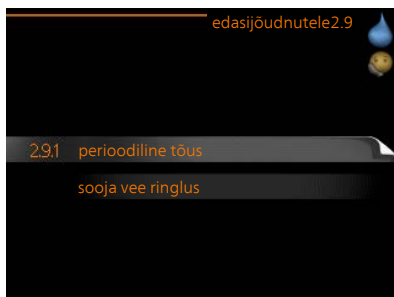 edasijõudnutele2.9
2.9.1 perioodiline tõus
sooja vee ringlus